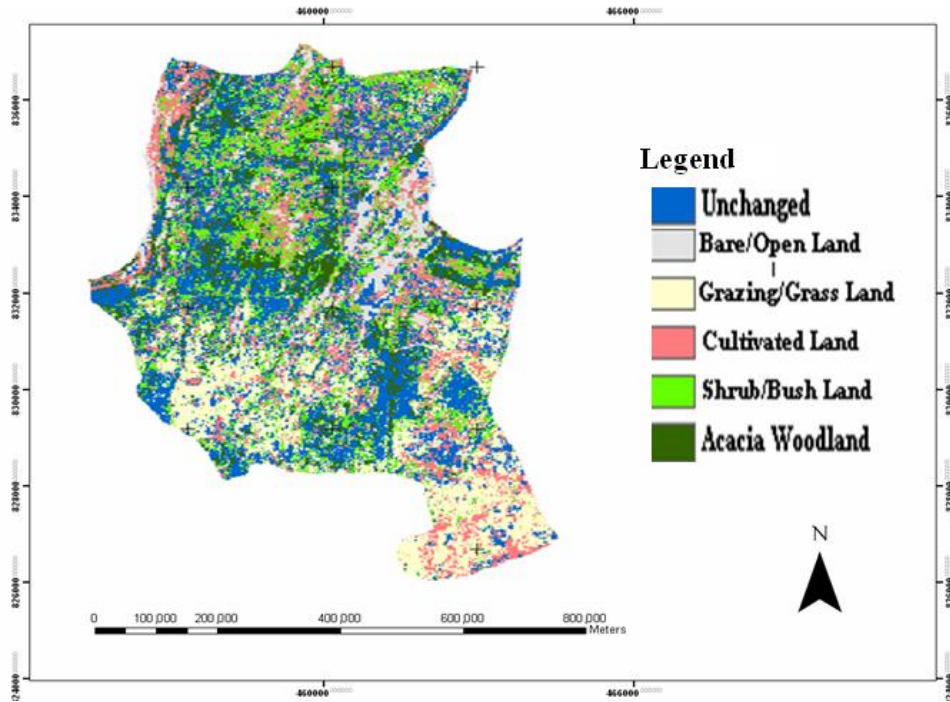 460000 466000
Legend
Unchanged
Bare/Open Land
Grazing/Grass Land
Cultivated Land
Shrub/Bush Land
Acacia Woodland
N
0 100,000 200,000 400,000 600,000 800,000
Meters
836000
834000
832000
830000
828000
826000
824000
460000 466000